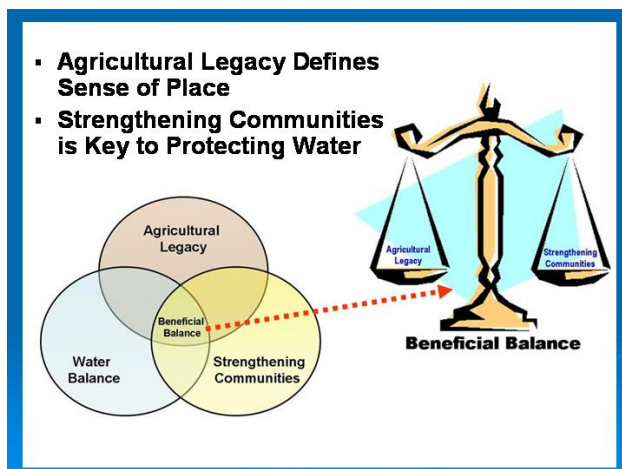 ▪ Agricultural Legacy Defines
Sense of Place
▪ Strengthening Communities
is Key to Protecting Water
Agricultural
Legacy
Beneficial
Balance
Water
Balance
Strengthening
Communities
Agricultural
Legacy
Strengthening
Communities
Beneficial Balance